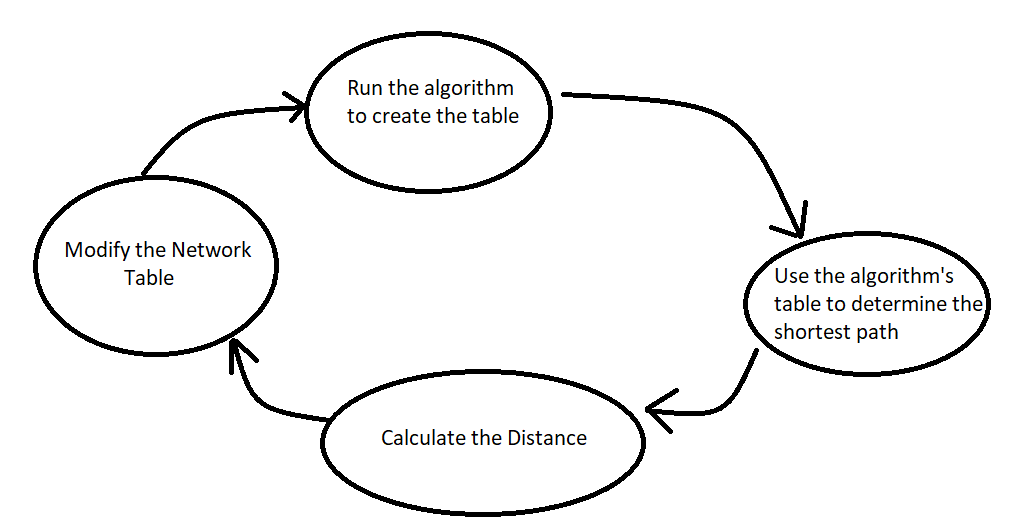 Run the algorithm
to create the table
Modify the Network
Table
Use the algorithm's
table to determine the
shortest path
Calculate the Distance